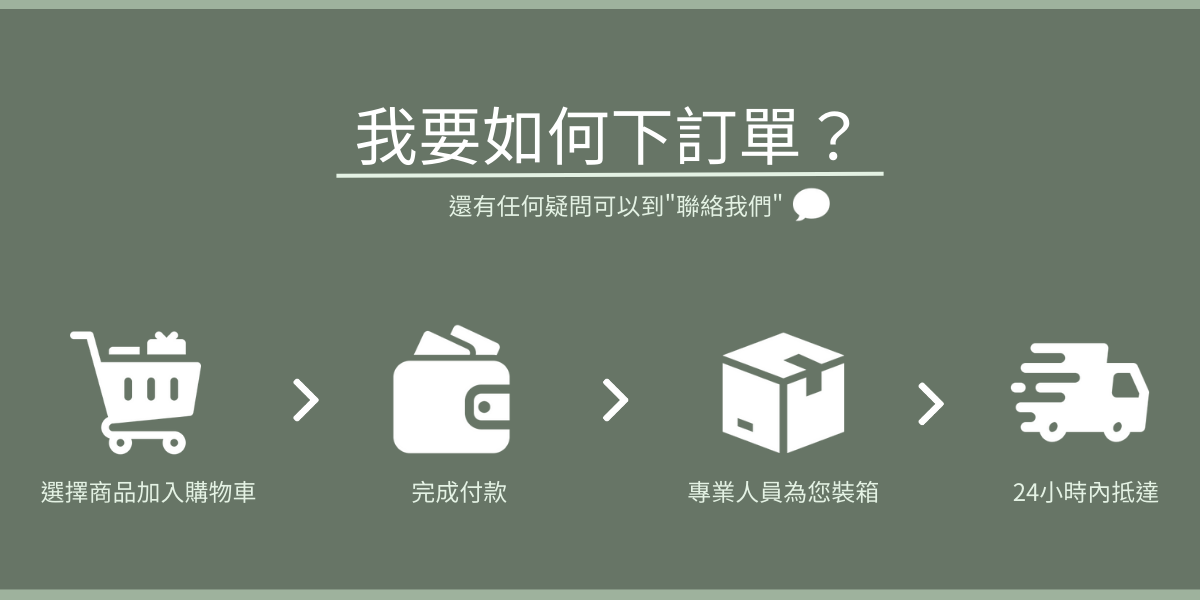 我要如何下訂單？
還有任何疑問可以到"聯絡我們"
選擇商品加入購物車
完成付款
專業人員為您裝箱
24小時內抵達